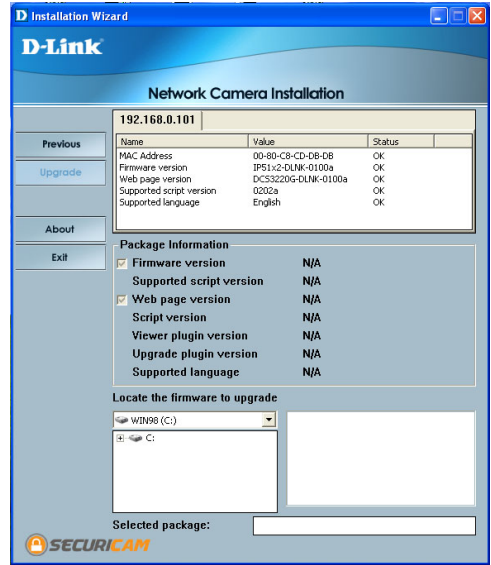 D Installation Wizard
D-Link
Network Camera Installation
192.168.0.101
Previous
Upgrade
About
Exit
Name Value Status
MAC Address 00-80-C8-CD-DB-DB OK
Firmware version IP51x2-DLNK-0100a OK
Web page version DCS3220G-DLNK-0100a OK
Supported script version 0202a OK
Supported language English OK
Package Information
Firmware version N/A
Supported script version N/A
Web page version N/A
Script version N/A
Viewer plugin version N/A
Upgrade plugin version N/A
Supported language N/A
Locate the firmware to upgrade
WIN98 (C:)
C:
Selected package:
SECURICAM